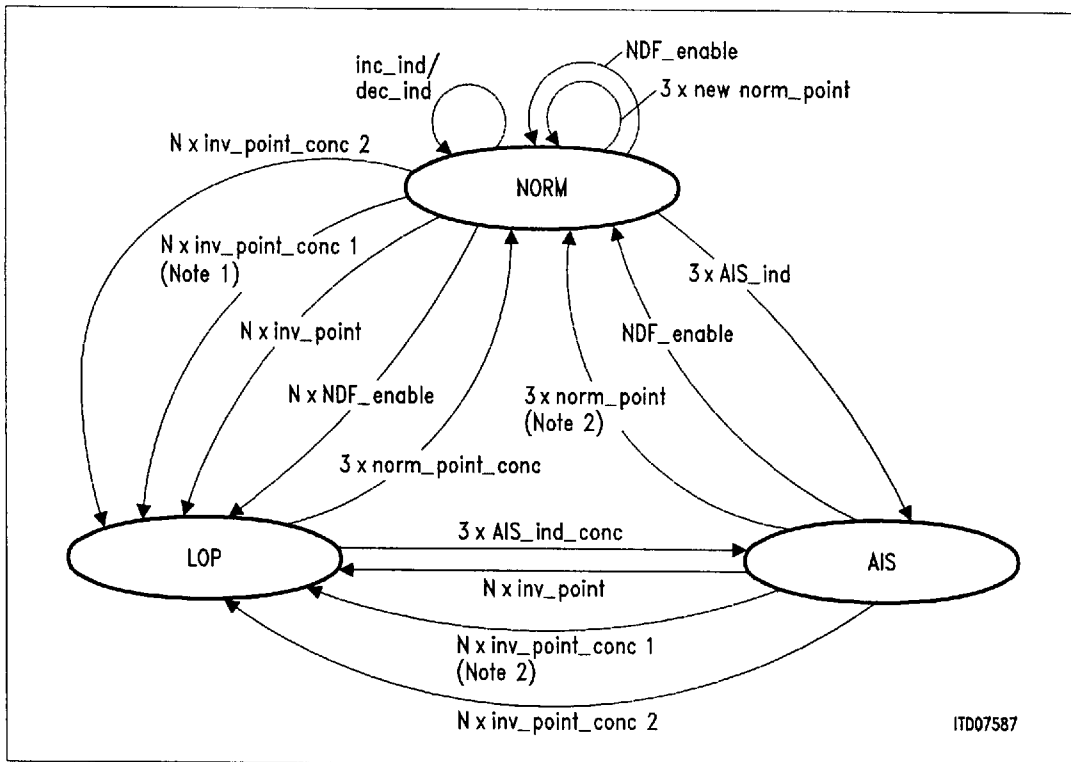 NDF_enable
inc_ind/
dec_ind
3 x new norm_point
N x inv_point_conc 2
NORM
N x inv_point_conc 1
(Note 1)
3 x AIS_ind
N x inv_point
NDF_enable
N x NDF_enable
3 x norm_point
(Note 2)
3 x norm_point_conc
3 x AIS_ind_conc
LOP
AIS
N x inv_point
N x inv_point_conc 1
(Note 2)
N x inv_point_conc 2
ITD07587